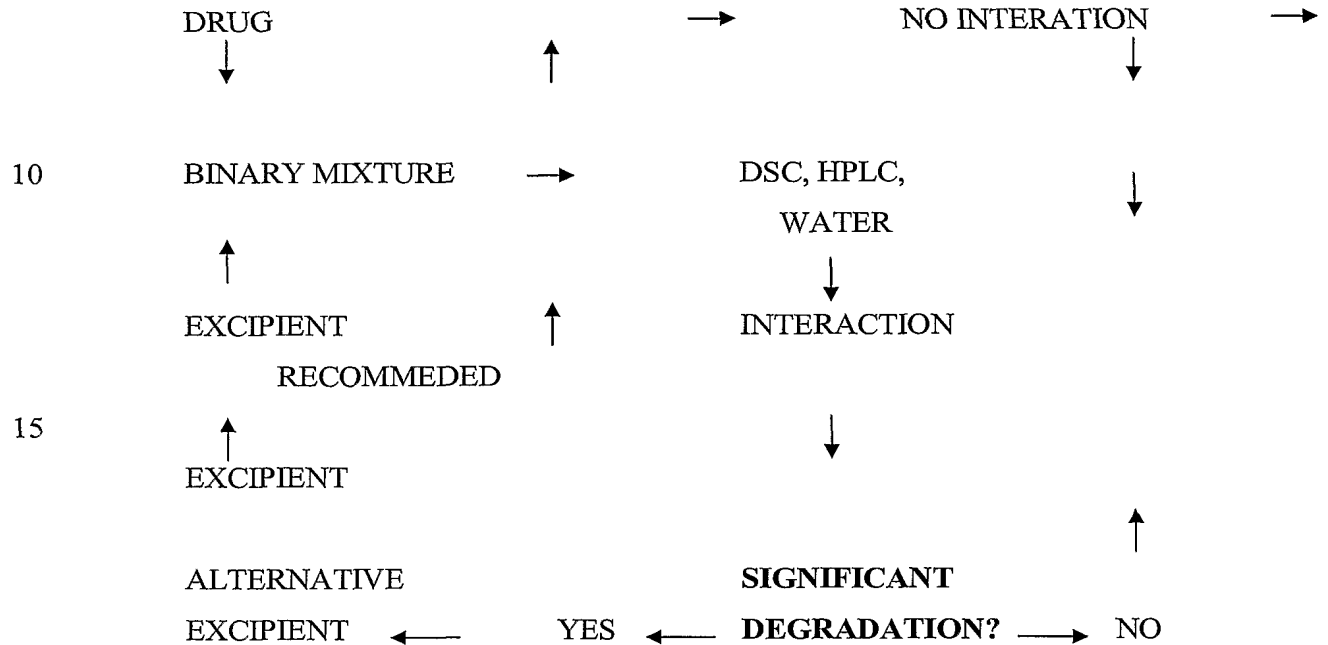 DRUG → NO INTERATION →
↓ ↑ ↓
10 BINARY MIXTURE → DSC, HPLC, ↓
WATER
↑ ↓
EXCIPIENT ↑ INTERACTION
RECOMMEDED
15 ↑ ↓
EXCIPIENT
↑
ALTERNATIVE SIGNIFICANT
EXCIPIENT ← YES ← DEGRADATION? → NO